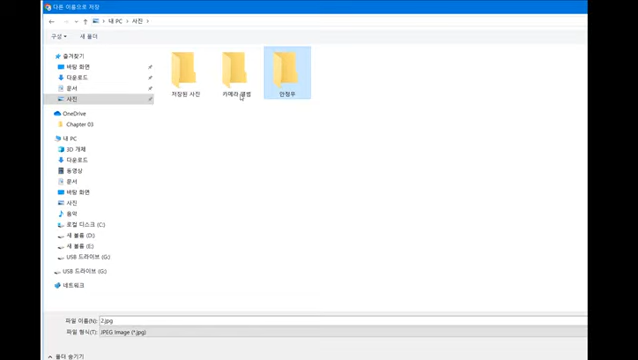 다른 이름으로 저장
내 PC
사진
구성
새 폴더
즐겨찾기
바탕 화면
다운로드
문서
사진
OneDrive
Chapter 03
내 PC
3D 개체
다운로드
동영상
문서
바탕 화면
사진
음악
로컬 디스크 (C:)
새 볼륨 (D:)
새 볼륨 (E:)
USB 드라이브 (G:)
USB 드라이브 (G:)
네트워크
저장된 사진
카메라 앨범
파일 이름(N): 2.jpg
파일 형식(T): JPEG Image (*.jpg)
폴더 숨기기